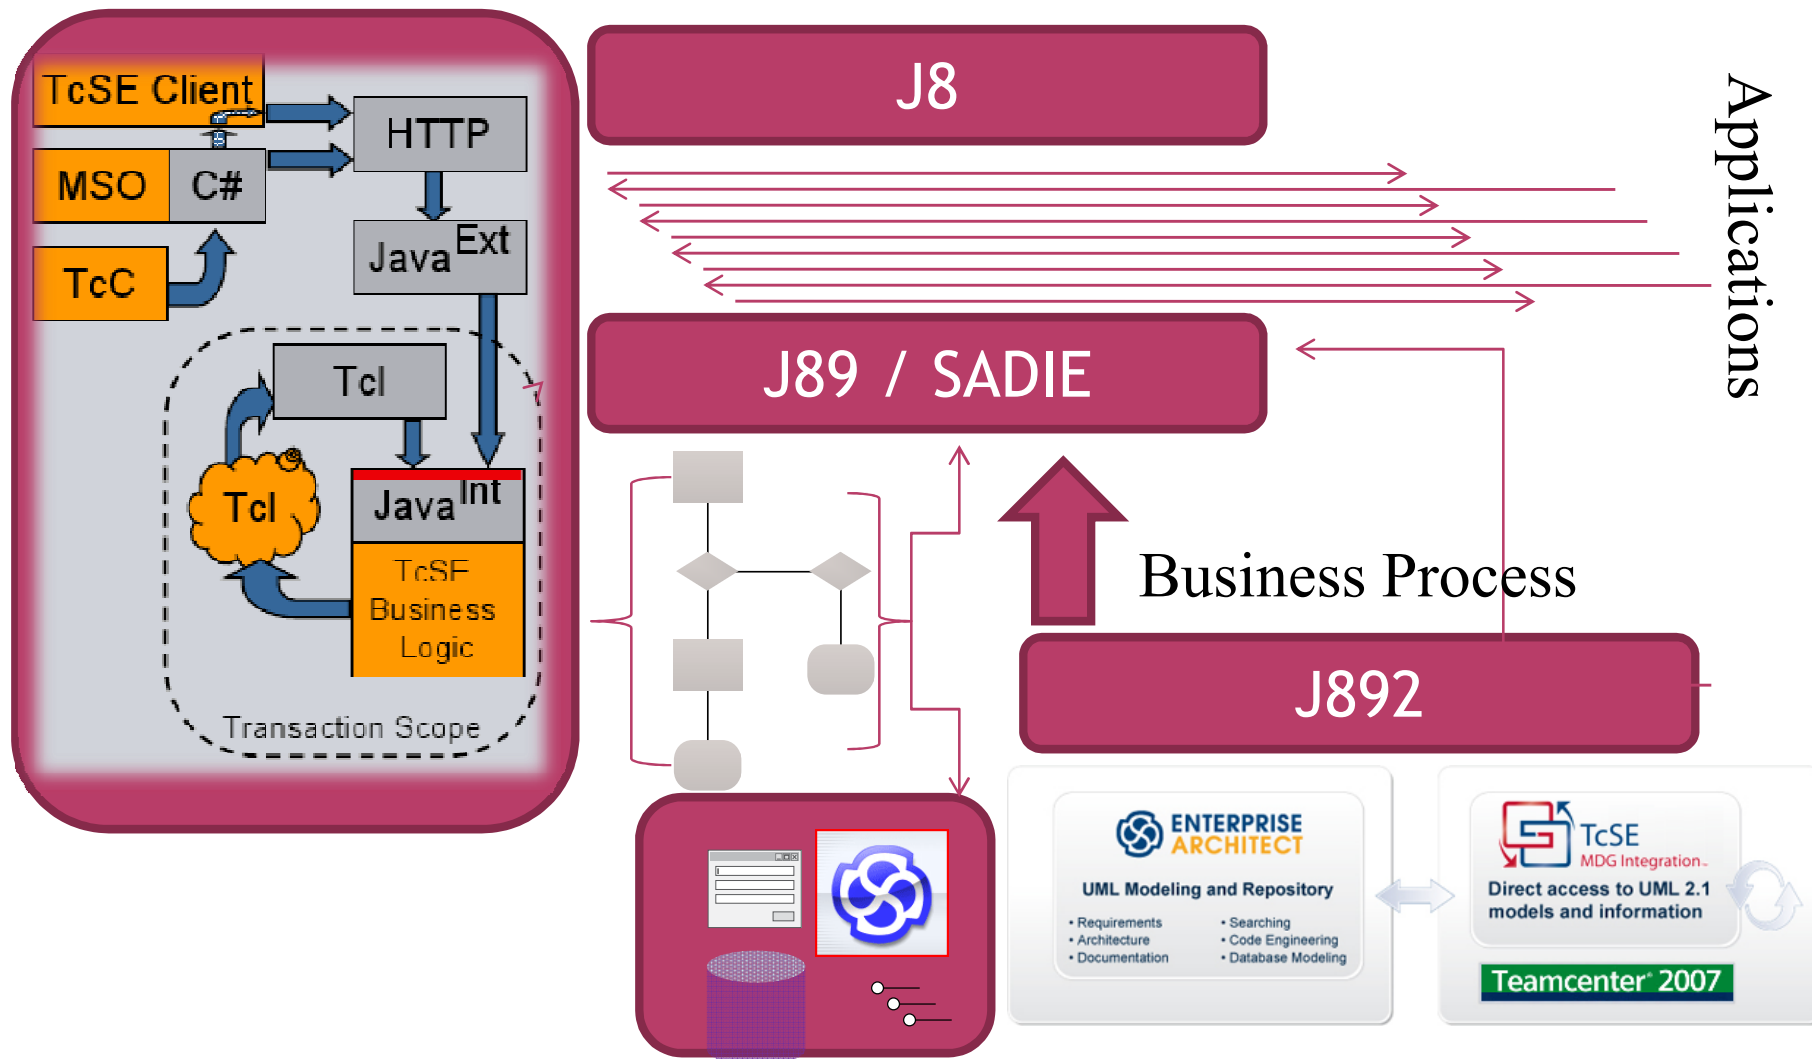 TcSE Client
HTTP
MSO
C#
Java Ext
TcC
Tcl
Tcl
Java Int
TcSE
Business
Logic
Transaction Scope
J8
Applications
J89 / SADIE
Business Process
J892
ENTERPRISE
ARCHITECT
UML Modeling and Repository
• Requirements
• Architecture
• Documentation
• Searching
• Code Engineering
• Database Modeling
TcSE
MDG Integration™
Direct access to UML 2.1
models and information
Teamcenter® 2007